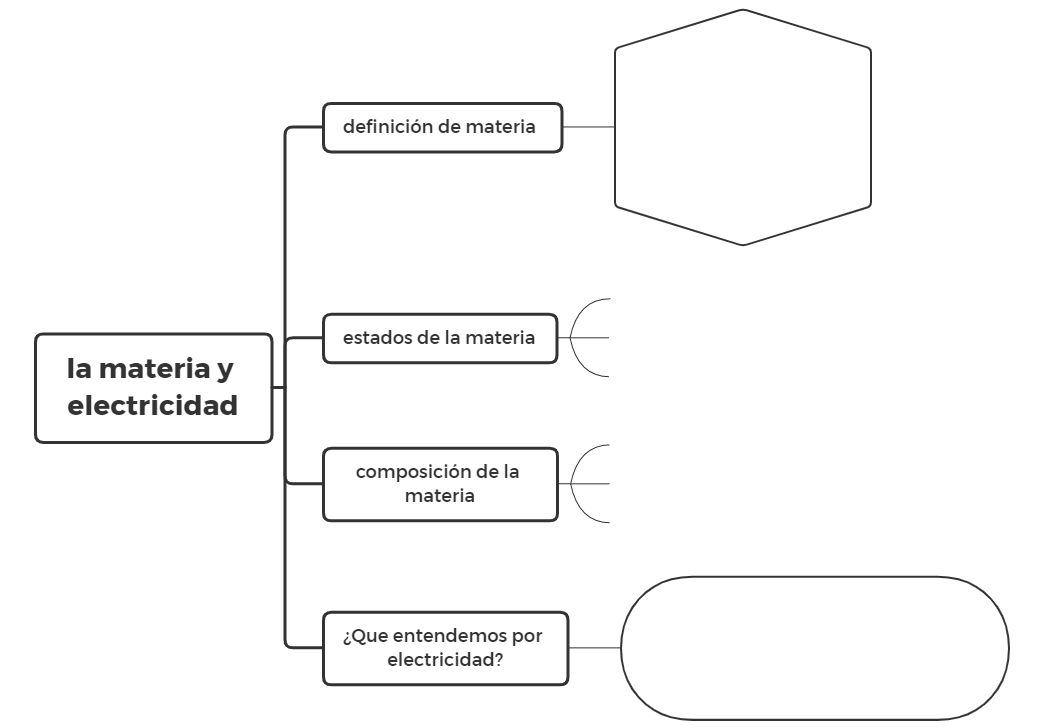 la materia y
electricidad
definición de materia
estados de la materia
composición de la
materia
¿Que entendemos por
electricidad?